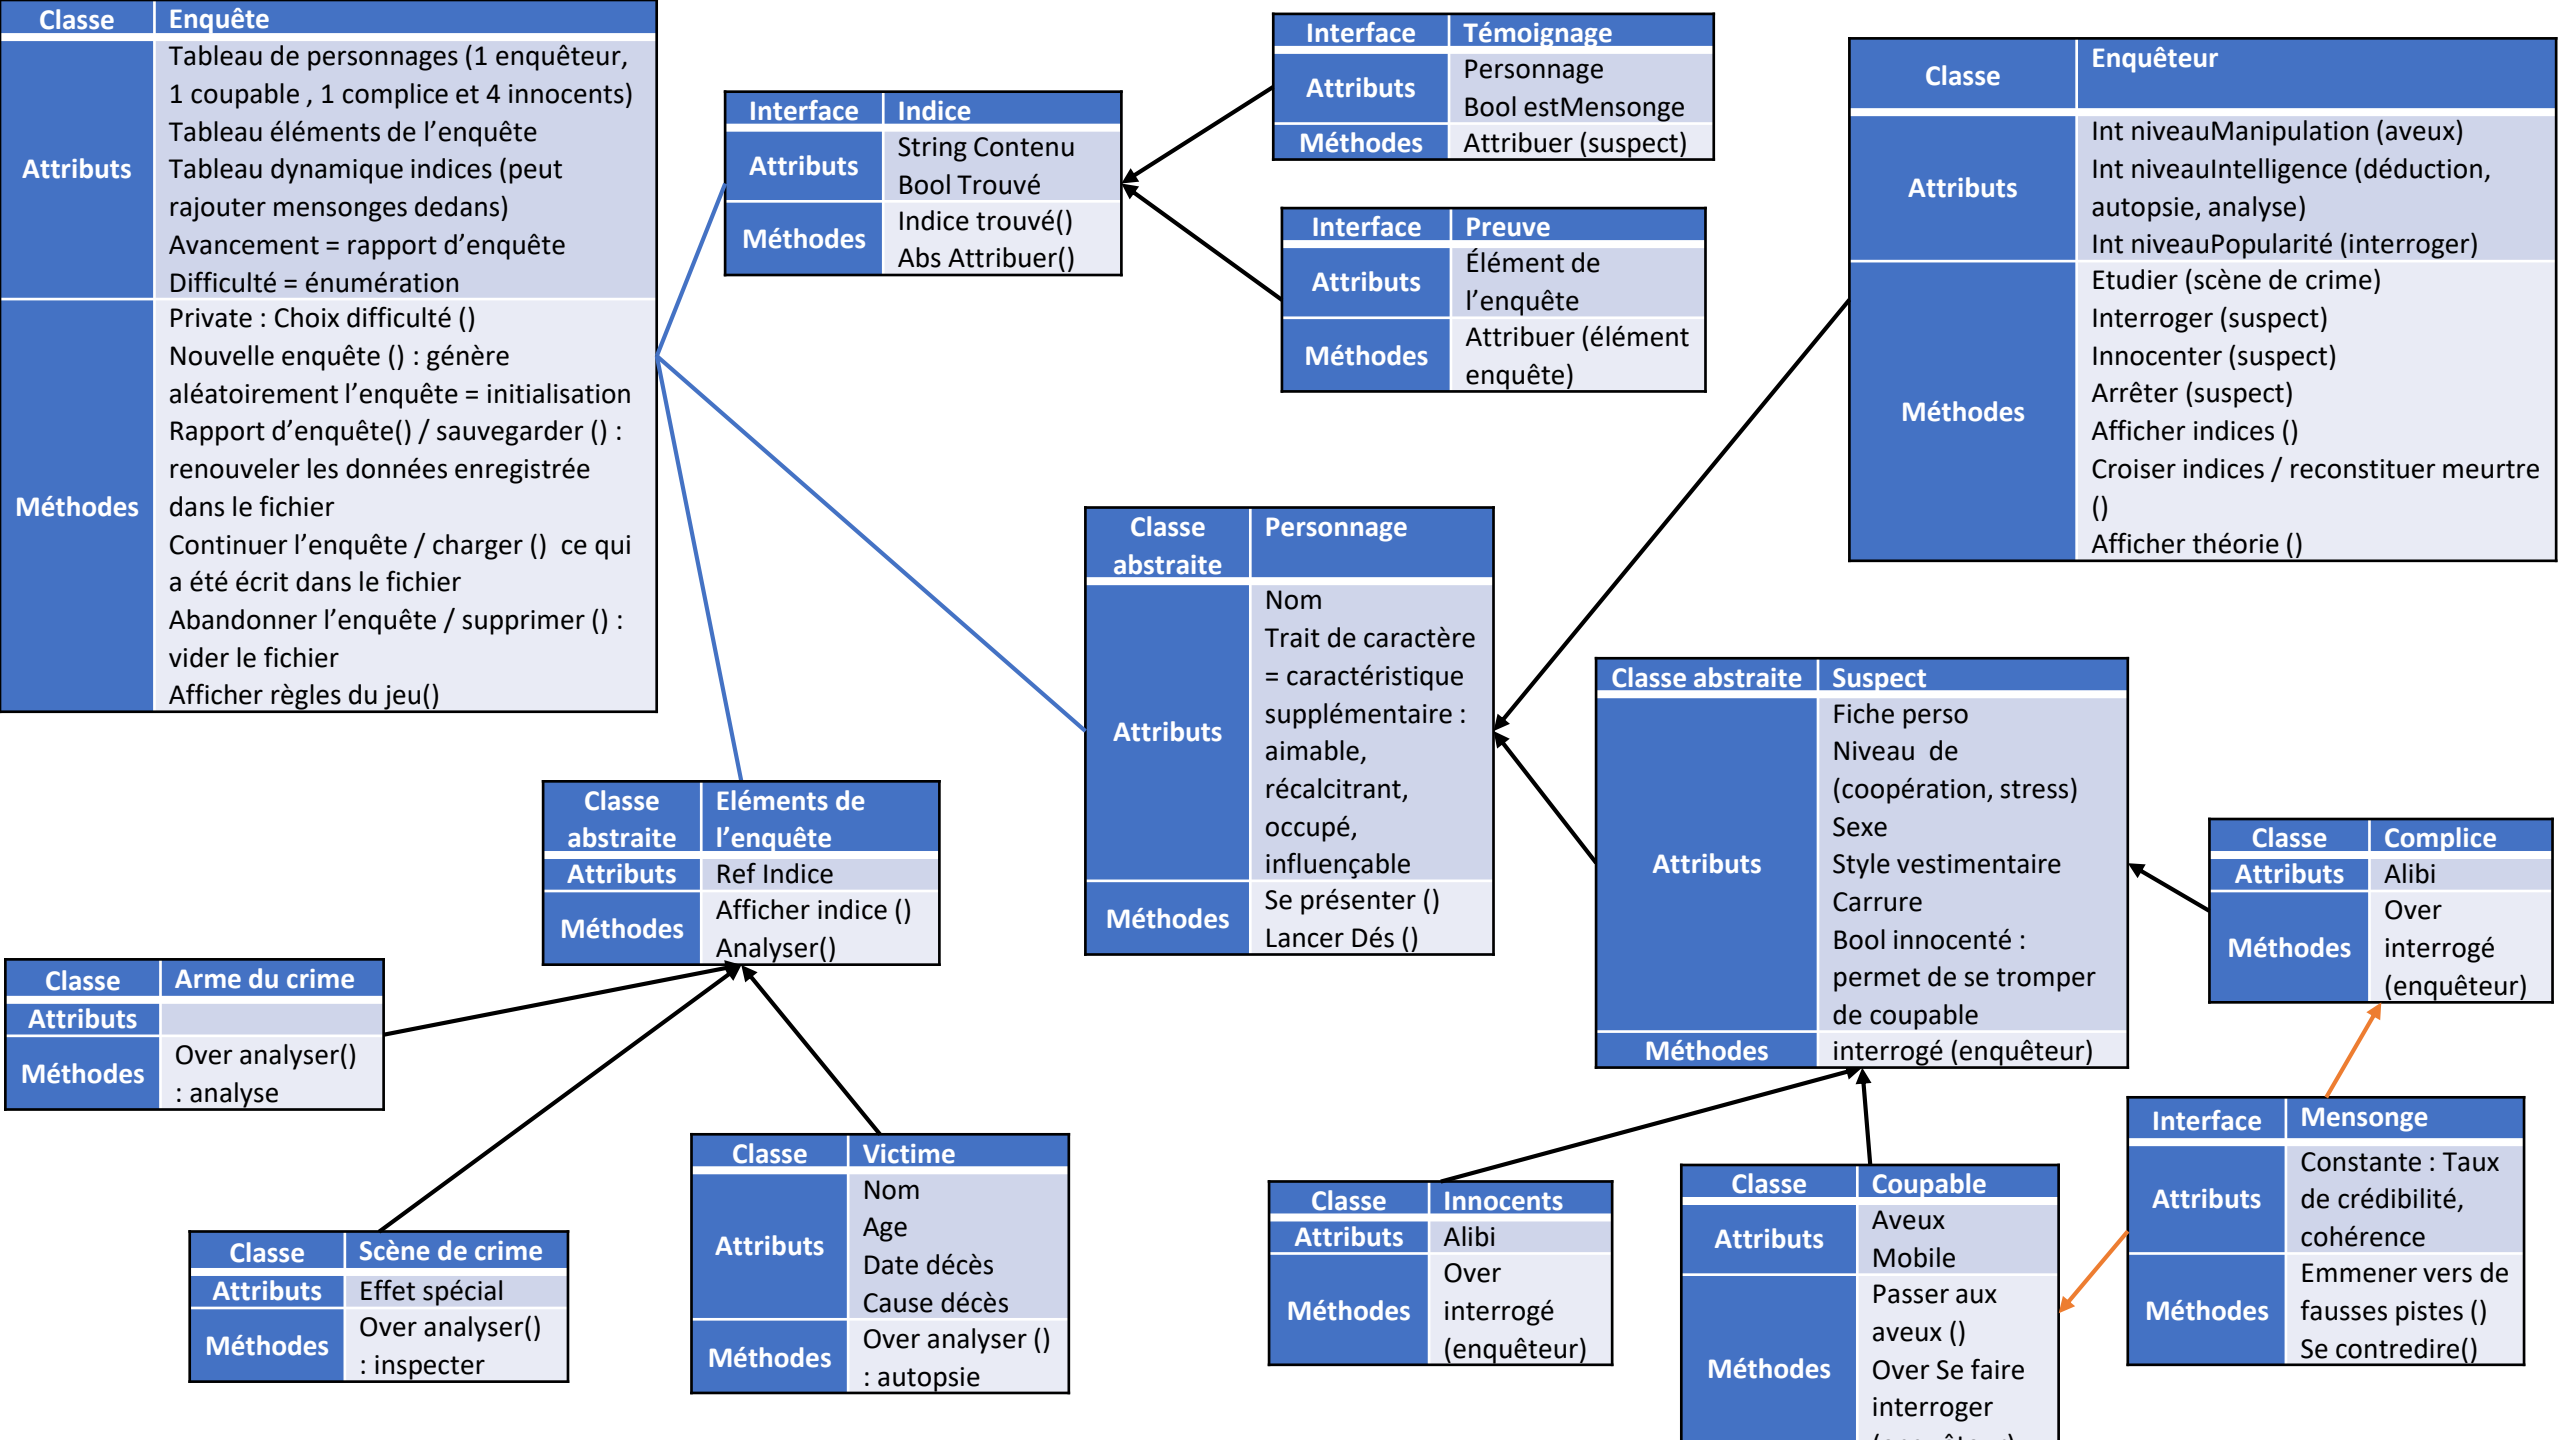 Classe Enquête
Attributs
Tableau de personnages (1 enquêteur,
1 coupable , 1 complice et 4 innocents)
Tableau éléments de l'enquête
Tableau dynamique indices (peut
rajouter mensonges dedans)
Avancement = rapport d'enquête
Difficulté = énumération
Méthodes
Private : Choix difficulté ()
Nouvelle enquête () : génère
aléatoirement l'enquête = initialisation
Rapport d'enquête() / sauvegarder () :
renouveler les données enregistrée
dans le fichier
Continuer l'enquête / charger () ce qui
a été écrit dans le fichier
Abandonner l'enquête / supprimer () :
vider le fichier
Afficher règles du jeu()
Interface Indice
Attributs
String Contenu
Bool Trouvé
Méthodes
Indice trouvé()
Abs Attribuer()
Interface Témoignage
Attributs
Personnage
Bool estMensonge
Méthodes Attribuer (suspect)
Interface Preuve
Attributs
Élément de
l'enquête
Méthodes
Attribuer (élément
enquête)
Classe Enquêteur
Attributs
Int niveauManipulation (aveux)
Int niveauIntelligence (déduction,
autopsie, analyse)
Int niveauPopularité (interroger)
Méthodes
Etudier (scène de crime)
Interroger (suspect)
Innocenter (suspect)
Arrêter (suspect)
Afficher indices ()
Croiser indices / reconstituer meurtre
()
Afficher théorie ()
Classe
abstraite
Personnage
Attributs
Nom
Trait de caractère
= caractéristique
supplémentaire :
aimable,
récalcitrant,
occupé,
influençable
Méthodes
Se présenter ()
Lancer Dés ()
Classe abstraite Suspect
Attributs
Fiche perso
Niveau de
(coopération, stress)
Sexe
Style vestimentaire
Carrure
Bool innocenté :
permet de se tromper
de coupable
Méthodes interrogé (enquêteur)
Classe Complice
Attributs Alibi
Méthodes
Over
interrogé
(enquêteur)
Classe
abstraite
Eléments de
l'enquête
Attributs Ref Indice
Méthodes
Afficher indice ()
Analyser()
Classe Arme du crime
Attributs
Méthodes
Over analyser()
: analyse
Classe Scène de crime
Attributs Effet spécial
Méthodes
Over analyser()
: inspecter
Classe Victime
Attributs
Nom
Age
Date décès
Cause décès
Méthodes
Over analyser ()
: autopsie
Classe Innocents
Attributs Alibi
Méthodes
Over
interrogé
(enquêteur)
Classe Coupable
Attributs
Aveux
Mobile
Méthodes
Passer aux
aveux ()
Over Se faire
interroger
Interface Mensonge
Attributs
Constante : Taux
de crédibilité,
cohérence
Méthodes
Emmener vers de
fausses pistes ()
Se contredire()